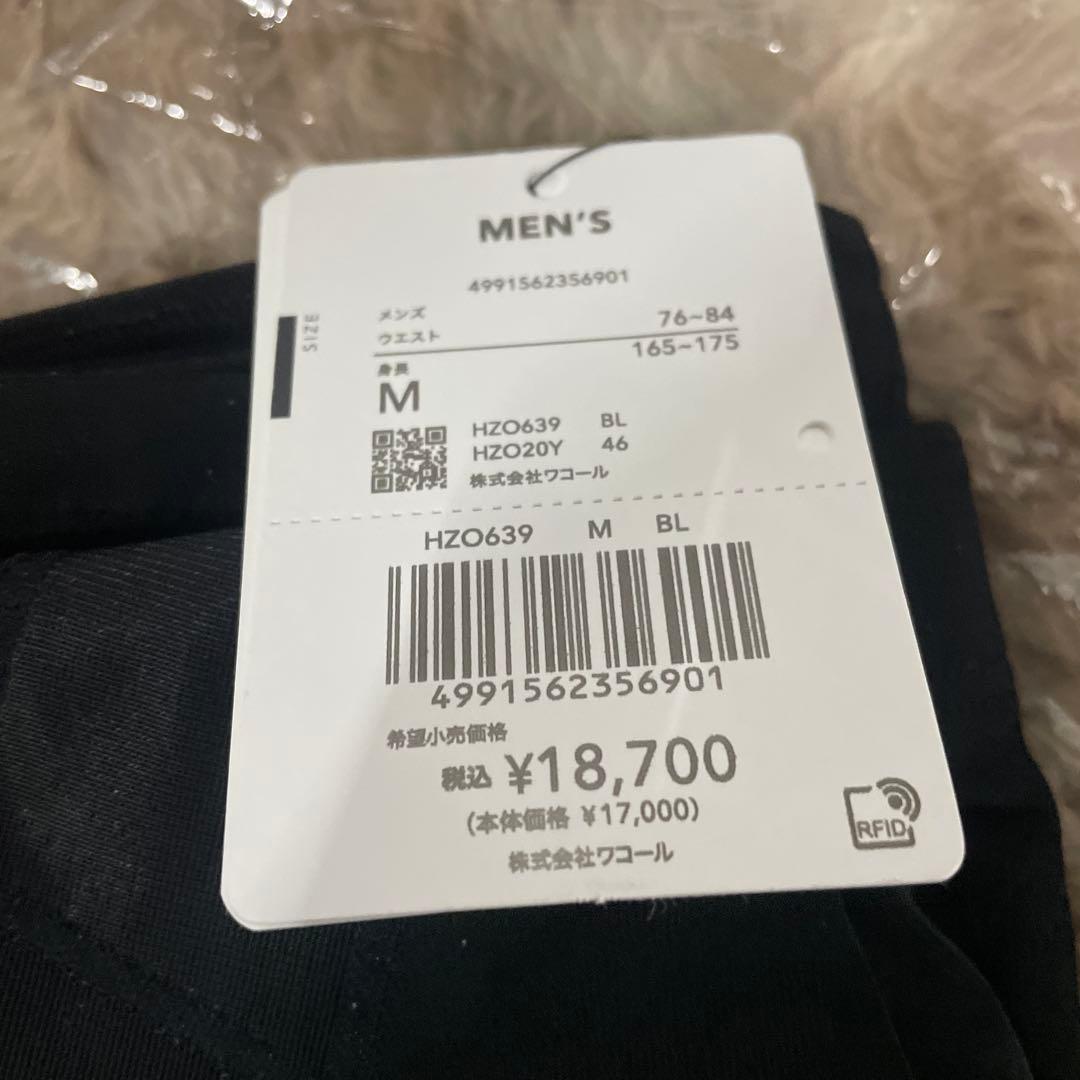 MEN'S
4991562356901
SIZE
メンズ
ウエスト 76~84
身長 165~175
M
HZO639 BL
HZO20Y 46
株式会社ワコール
HZO639 M BL
4991562356901
希望小売価格
税込 ¥18,700
(本体価格 ¥17,000)
株式会社ワコール
RFID